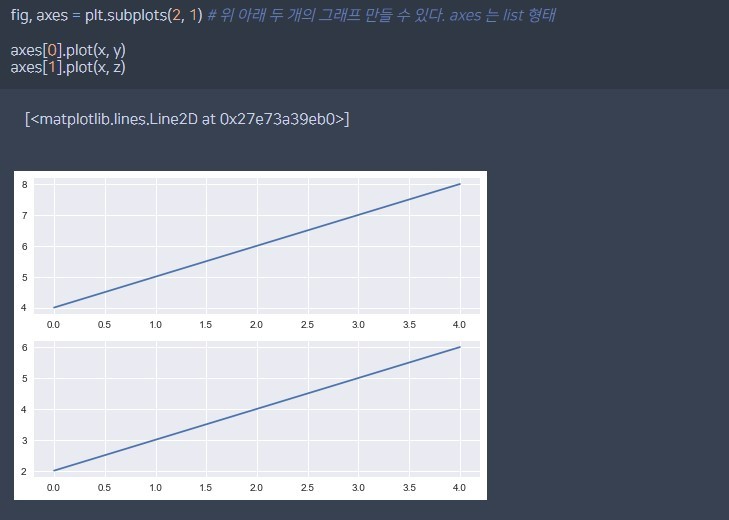 fig, axes = plt.subplots(2, 1) # 위 아래 두 개의 그래프 만들 수 있다. axes 는 list 형태
axes[0].plot(x, y)
axes[1].plot(x, z)
[<matplotlib.lines.Line2D at 0x27e73a39eb0>]
8
7
6
5
4
0.0 0.5 1.0 1.5 2.0 2.5 3.0 3.5 4.0
6
5
4
3
2
0.0 0.5 1.0 1.5 2.0 2.5 3.0 3.5 4.0